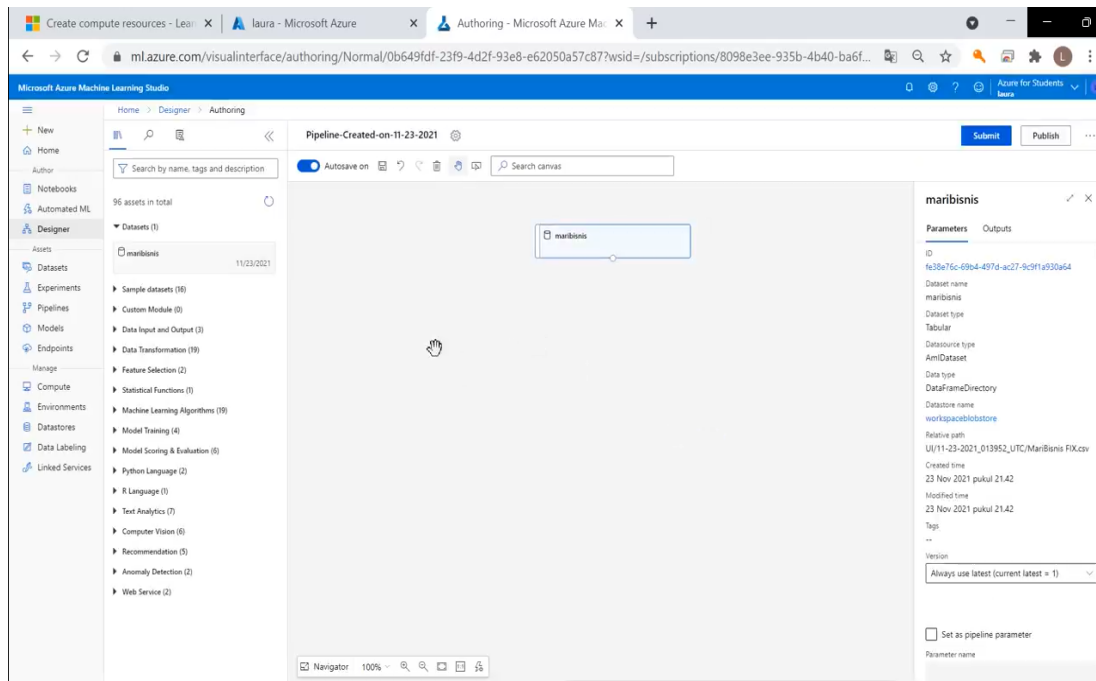 Create compute resources - Lear
laura - Microsoft Azure
Authoring - Microsoft Azure Mac
ml.azure.com/visualinterface/authoring/Normal/0b649fdf-23f9-4d2f-93e8-e62050a57c87?wsid=/subscriptions/8098e3ee-935b-4b40-ba6f...
L
Microsoft Azure Machine Learning Studio
Azure for Students
laura
New
Home
Author
Notebooks
Automated ML
Designer
Assets
Datasets
Experiments
Pipelines
Models
Endpoints
Manage
Compute
Environments
Datastores
Data Labeling
Linked Services
Home > Designer > Authoring
Search by name, tags and description
96 assets in total
Datasets (1)
maribisnis
11/23/2021
Sample datasets (16)
Custom Module (0)
Data Input and Output (3)
Data Transformation (19)
Feature Selection (2)
Statistical Functions (1)
Machine Learning Algorithms (19)
Model Training (4)
Model Scoring & Evaluation (6)
Python Language (2)
R Language (1)
Text Analytics (7)
Computer Vision (6)
Recommendation (5)
Anomaly Detection (2)
Web Service (2)
Pipeline-Created-on-11-23-2021
Submit
Publish
Autosave on
Search canvas
maribisnis
Navigator
100%
maribisnis
Parameters Outputs
ID
fe38e76c-69b4-497d-ac27-9c9f1a930a64
Dataset name
maribisnis
Dataset type
Tabular
Datasource type
AmlDataset
Data type
DataFrameDirectory
Datastore name
workspaceblobstore
Relative path
UI/11-23-2021_013952_UTC/MariBisnis FIX.csv
Created time
23 Nov 2021 pukul 21.42
Modified time
23 Nov 2021 pukul 21.42
Tags
--
Version
Always use latest (current latest = 1)
Set as pipeline parameter
Parameter name